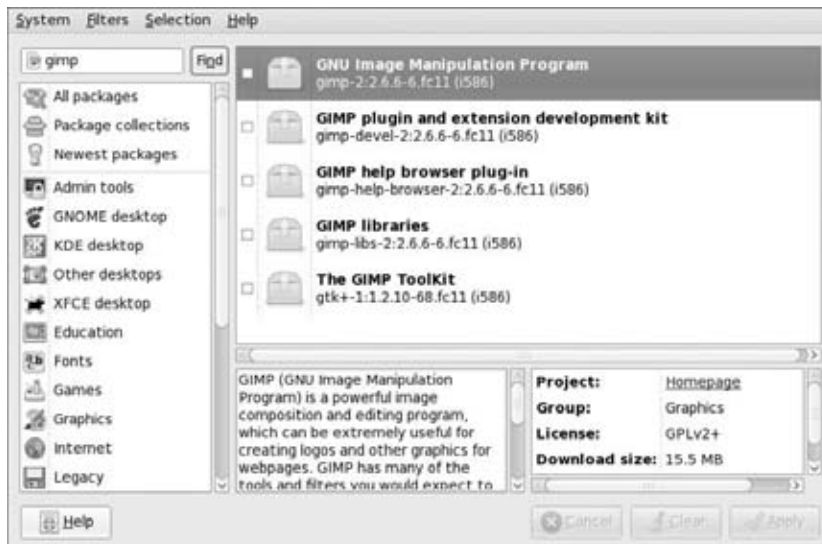 System Filters Selection Help
gimp
Find
All packages
Package collections
Newest packages
Admin tools
GNOME desktop
KDE desktop
Other desktops
XFCE desktop
Education
Fonts
Games
Graphics
Internet
Legacy
GNU Image Manipulation Program
gimp-2:2.6.6-6.fc11 (i586)
GIMP plugin and extension development kit
gimp-devel-2:2.6.6-6.fc11 (i586)
GIMP help browser plug-in
gimp-help-browser-2:2.6.6-6.fc11 (i586)
GIMP libraries
gimp-libs-2:2.6.6-6.fc11 (i586)
The GIMP ToolKit
gtk+-1:1.2.10-68.fc11 (i586)
GIMP (GNU Image Manipulation
Program) is a powerful image
composition and editing program,
which can be extremely useful for
creating logos and other graphics for
webpages. GIMP has many of the
tools and filters you would expect to
Project: Homepage
Group: Graphics
License: GPLv2+
Download size: 15.5 MB
Help
Cancel
Clear
Apply